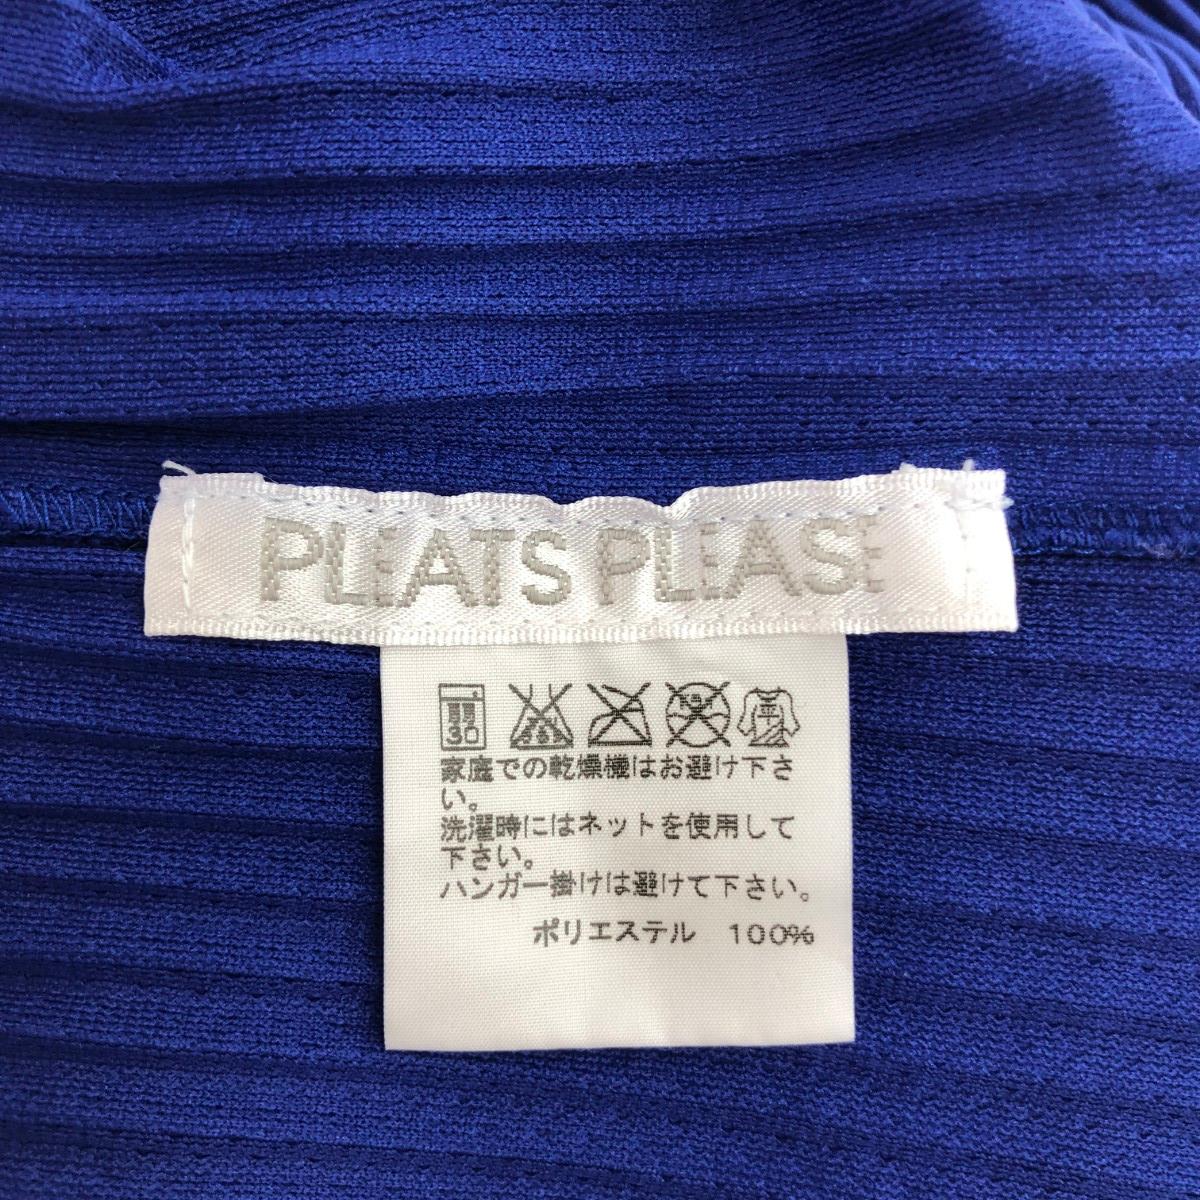 PLEATS PLEASE
弱
30
平
家庭での乾燥機はお避け下さ
い。
洗濯時にはネットを使用して
下さい。
ハンガー掛けは避けて下さい。
ポリエステル 100%